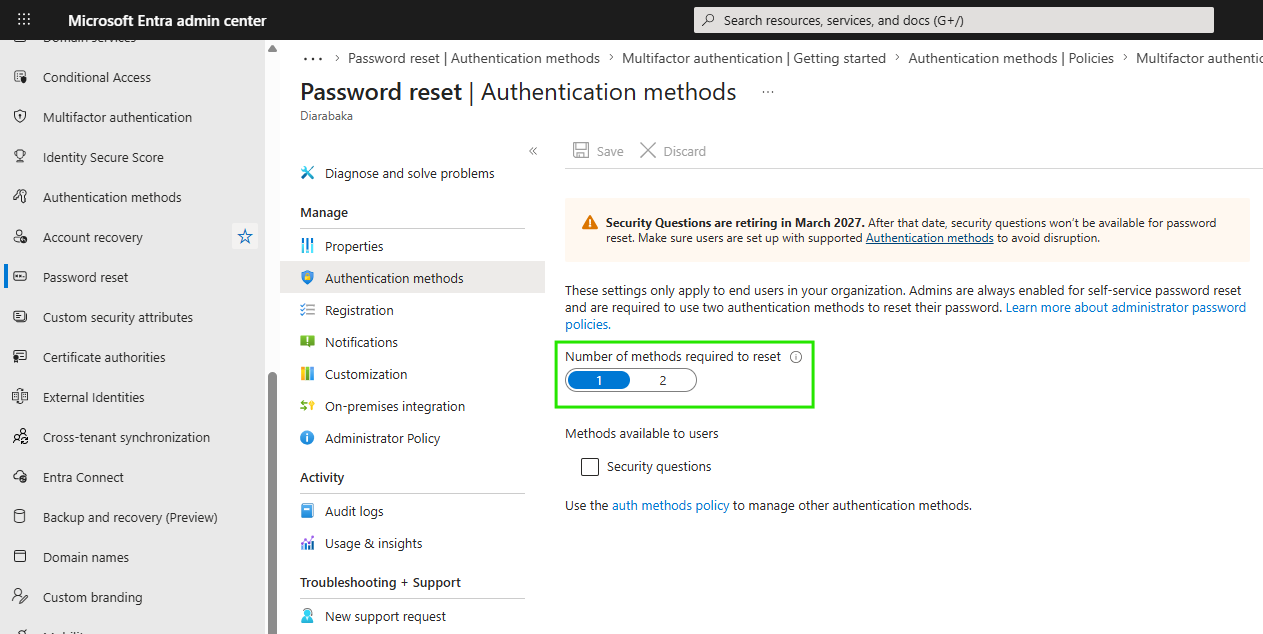 Microsoft Entra admin center
Search resources, services, and docs (G+/)
Domain services
Conditional Access
Multifactor authentication
Identity Secure Score
Authentication methods
Account recovery
Password reset
Custom security attributes
Certificate authorities
External Identities
Cross-tenant synchronization
Entra Connect
Backup and recovery (Preview)
Domain names
Custom branding
··· > Password reset | Authentication methods > Multifactor authentication | Getting started > Authentication methods | Policies > Multifactor authentic
Password reset | Authentication methods ···
Diarabaka
«
Diagnose and solve problems
Manage
Properties
Authentication methods
Registration
Notifications
Customization
On-premises integration
Administrator Policy
Activity
Audit logs
Usage & insights
Troubleshooting + Support
New support request
Save Discard
Security Questions are retiring in March 2027. After that date, security questions won't be available for password
reset. Make sure users are set up with supported Authentication methods to avoid disruption.
These settings only apply to end users in your organization. Admins are always enabled for self-service password reset
and are required to use two authentication methods to reset their password. Learn more about administrator password
policies.
Number of methods required to reset
1 2
Methods available to users
Security questions
Use the auth methods policy to manage other authentication methods.